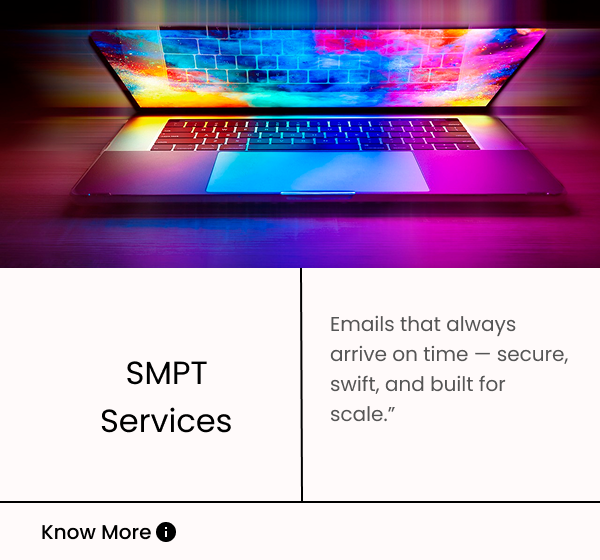 SMPT
Services
Emails that always
arrive on time — secure,
swift, and built for
scale.”
Know More